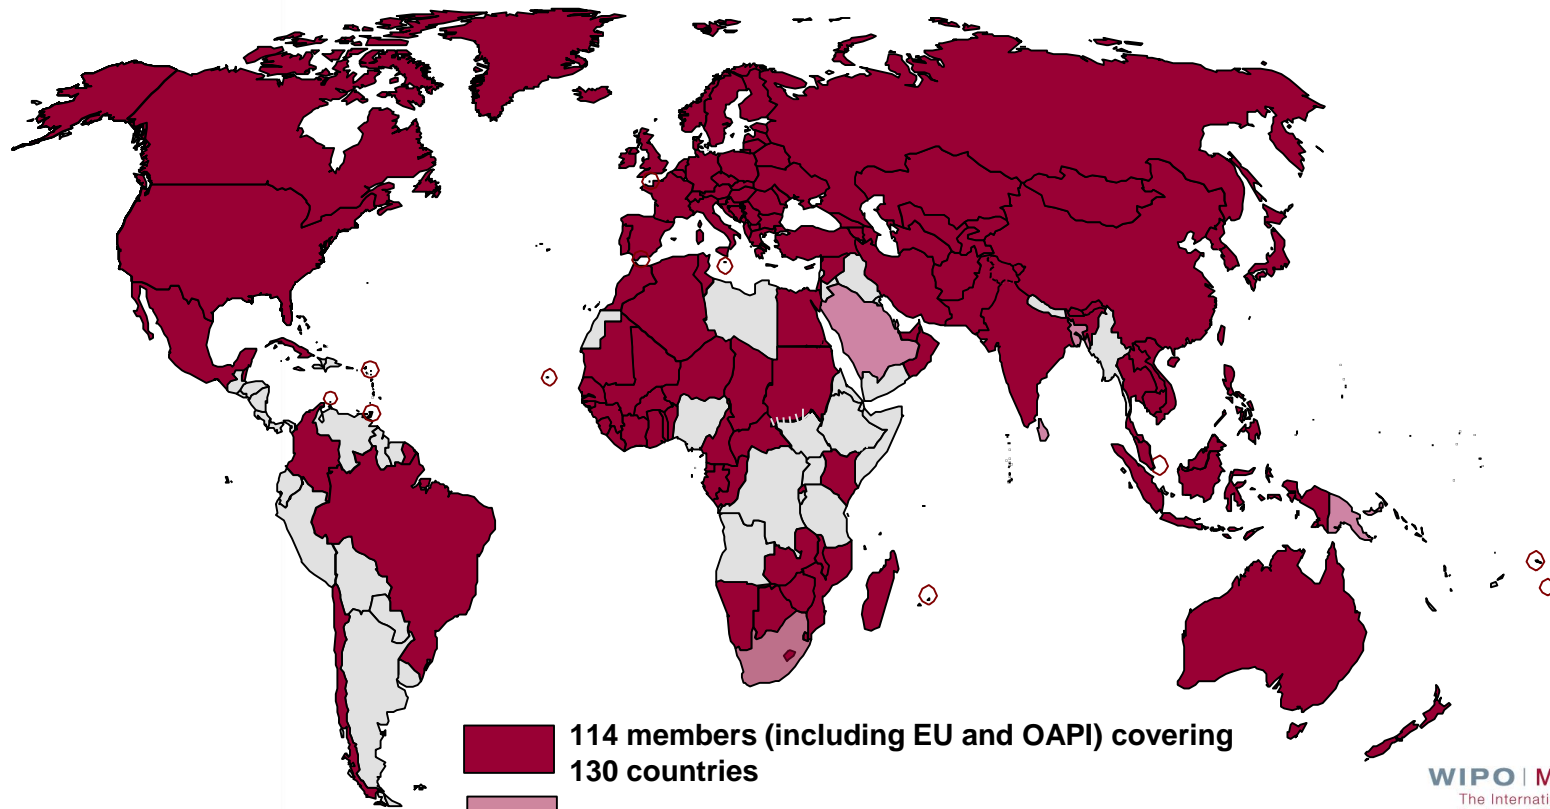 114 members (including EU and OAPI) covering
130 countries
WIPO | M
The Internati